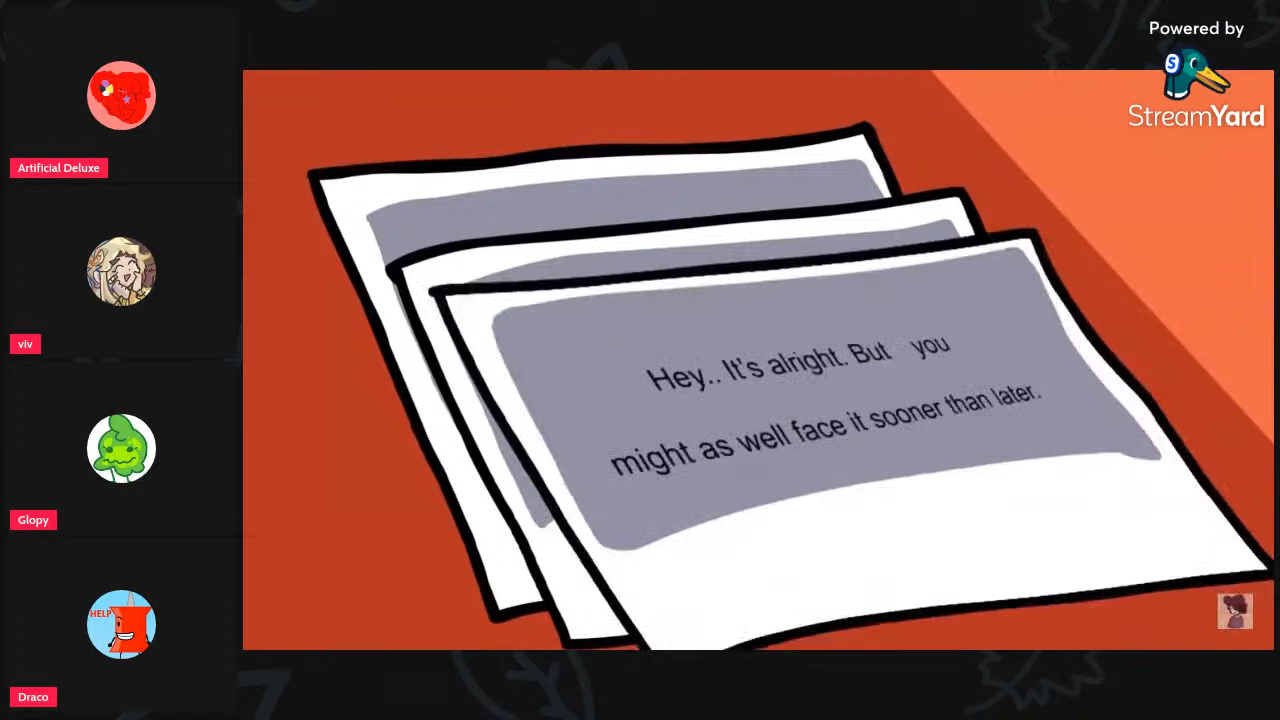 Powered by
StreamYard
Artificial Deluxe
viv
Glopy
HELP
Draco
Hey.. It's alright. But you
might as well face it sooner than later.